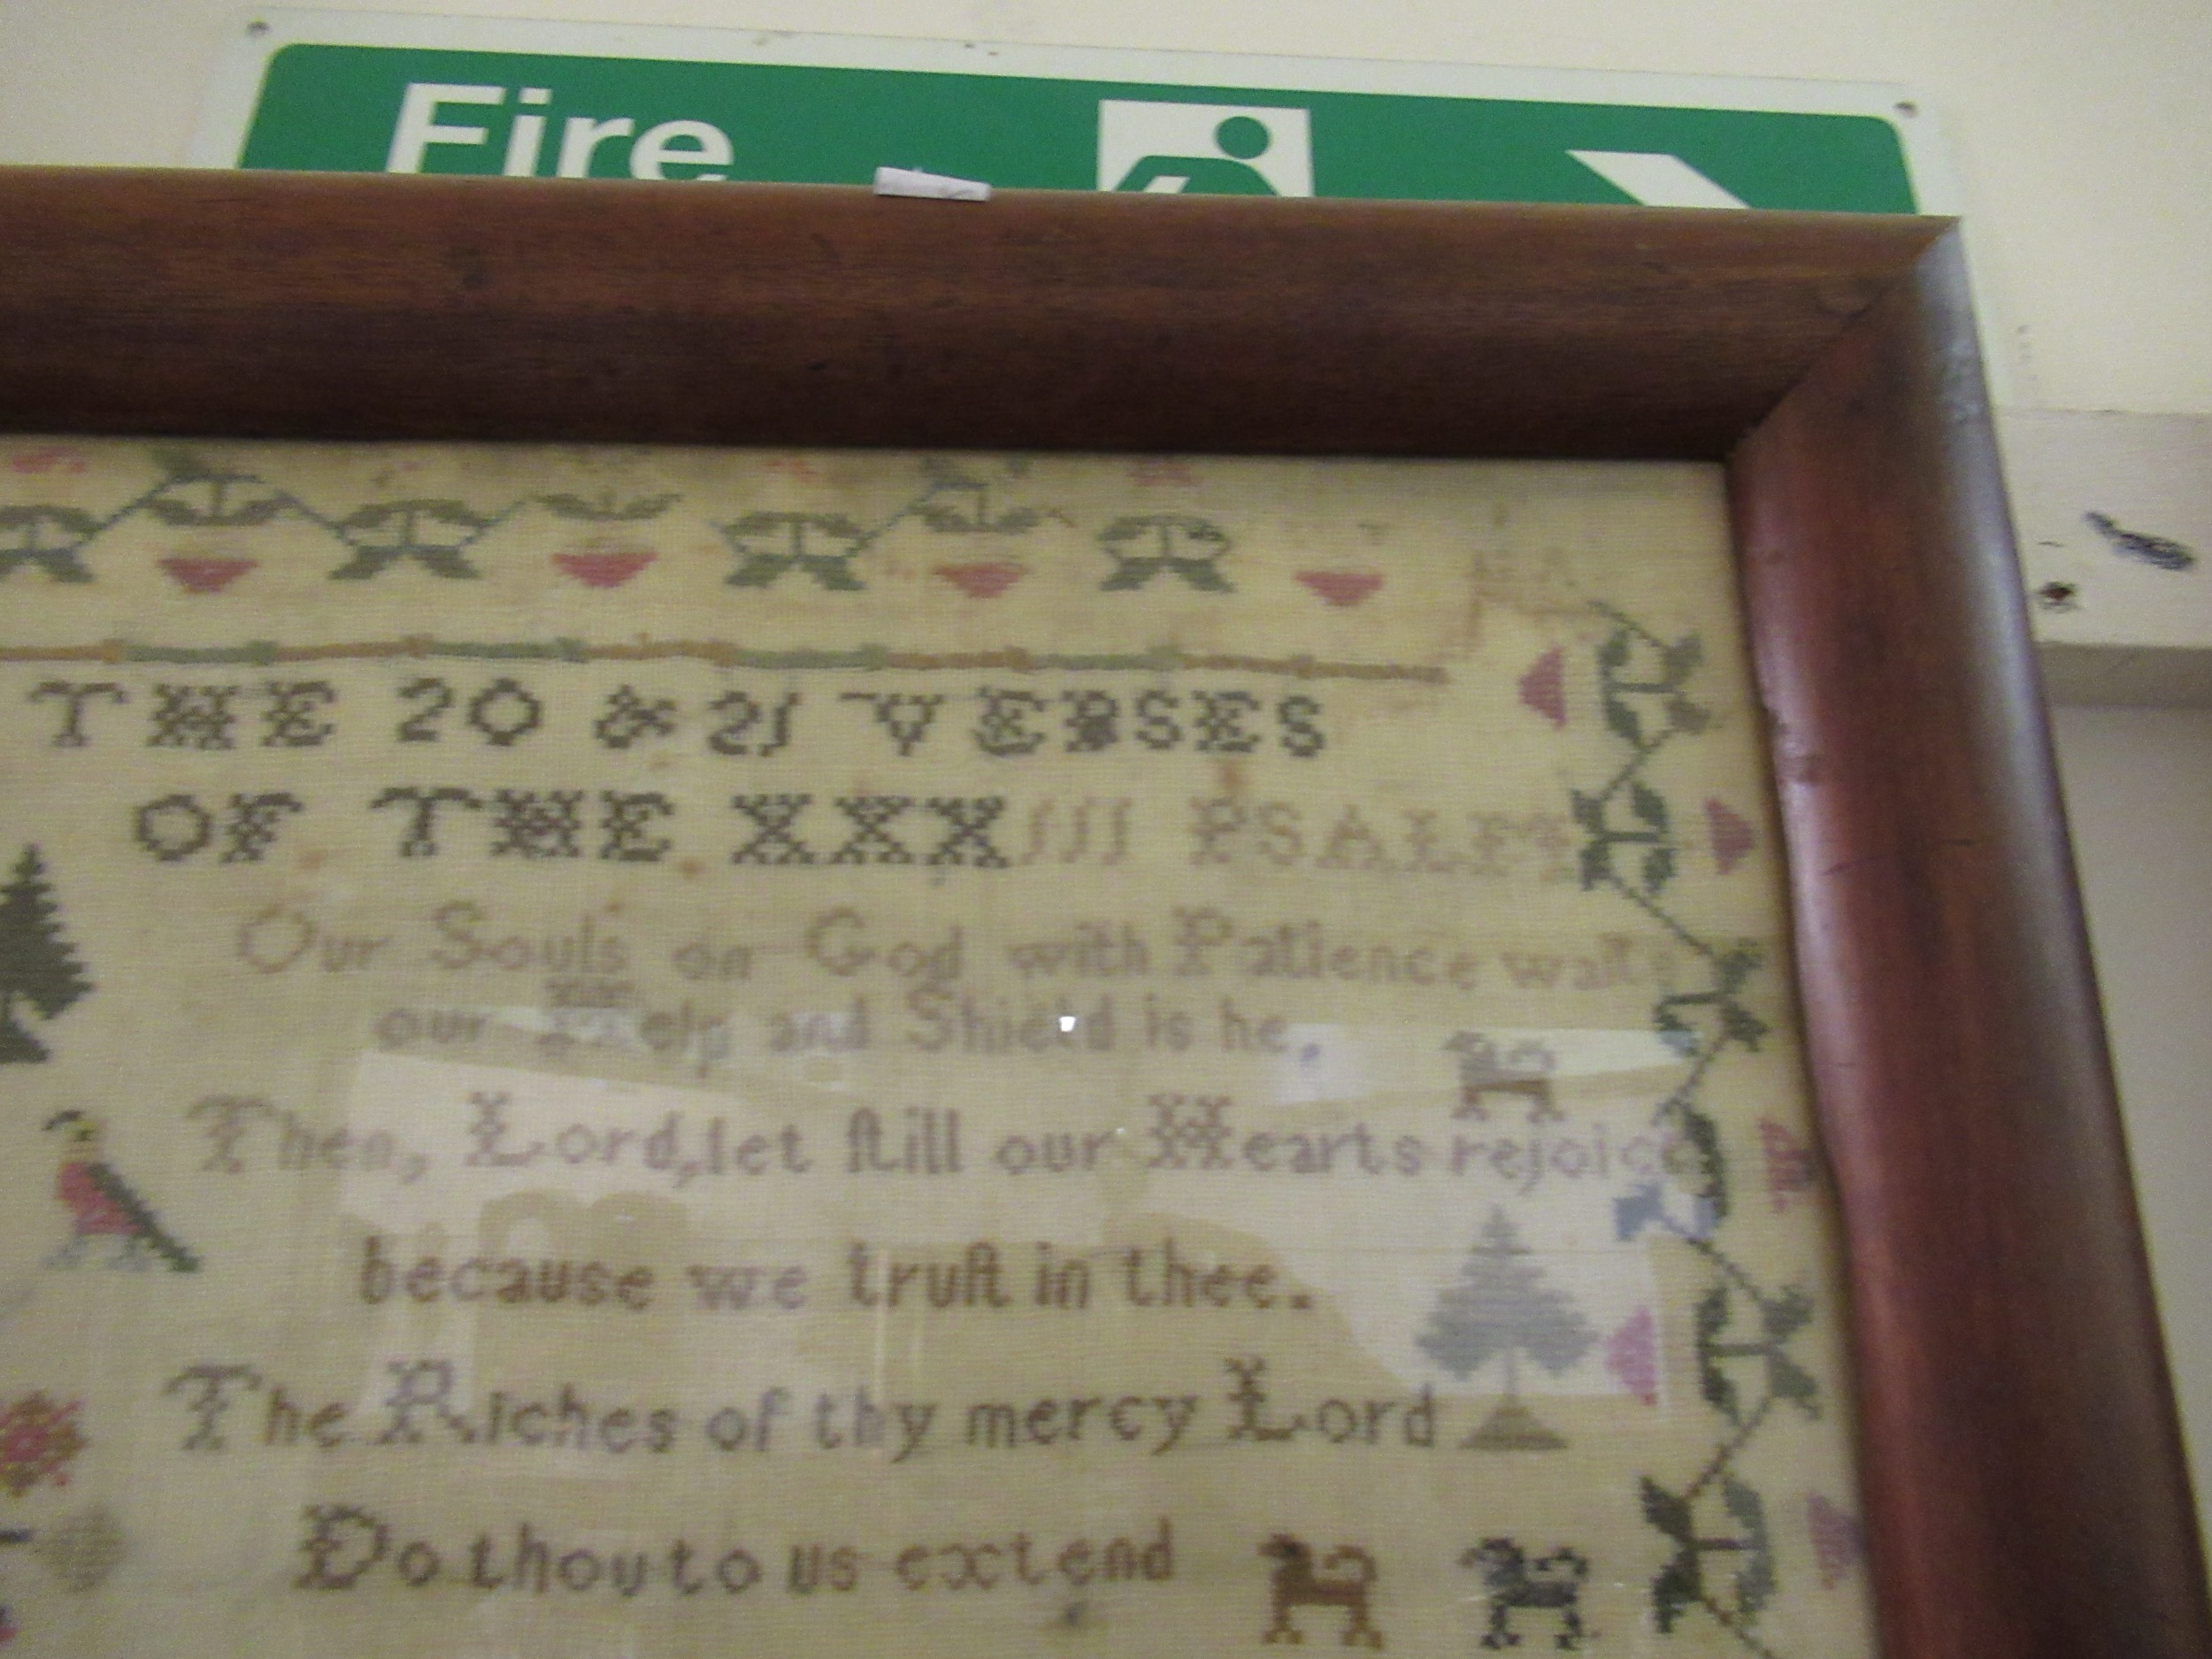 Fire
THE 20 & 21 VERSES
OF THE XXXIII PSALM
Our Souls on God with Patience wait
our Help and Shield is he.
Then, Lord, let ſtill our Hearts rejoice
because we truſt in thee.
The Riches of thy mercy Lord
Do thou to us extend